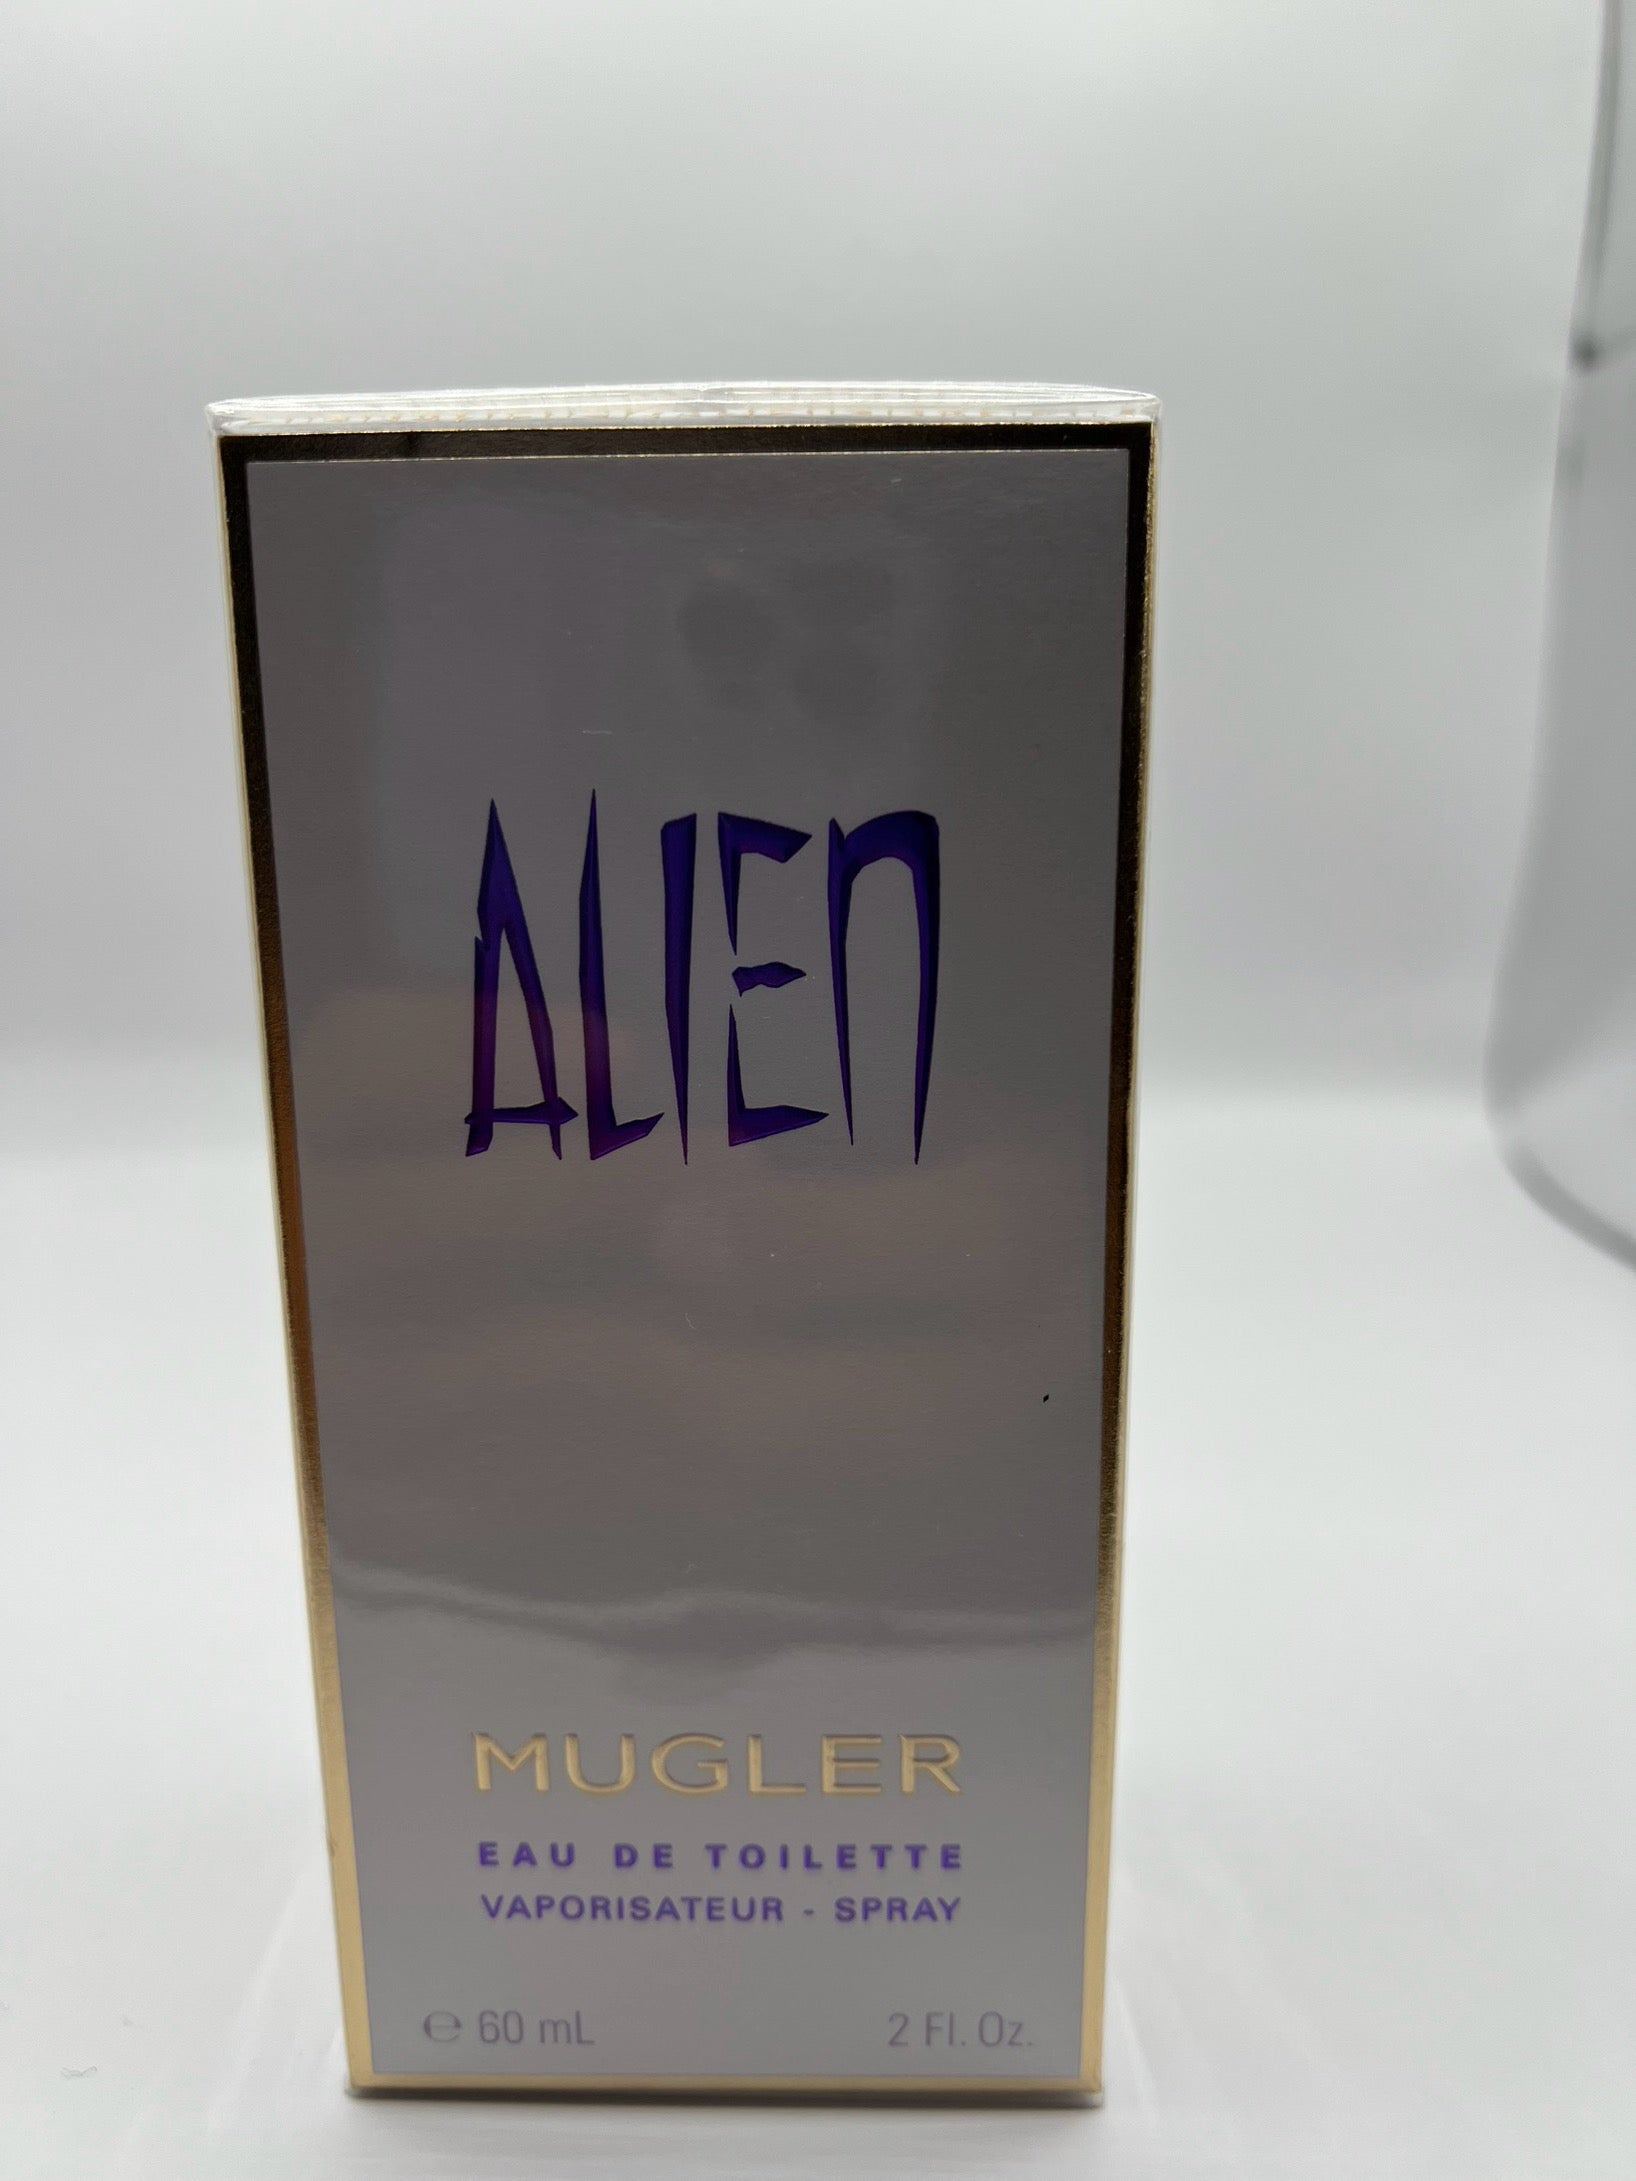 ALIEN
MUGLER
EAU DE TOILETTE
VAPORISATEUR - SPRAY
℮ 60 mL 2 Fl. Oz.